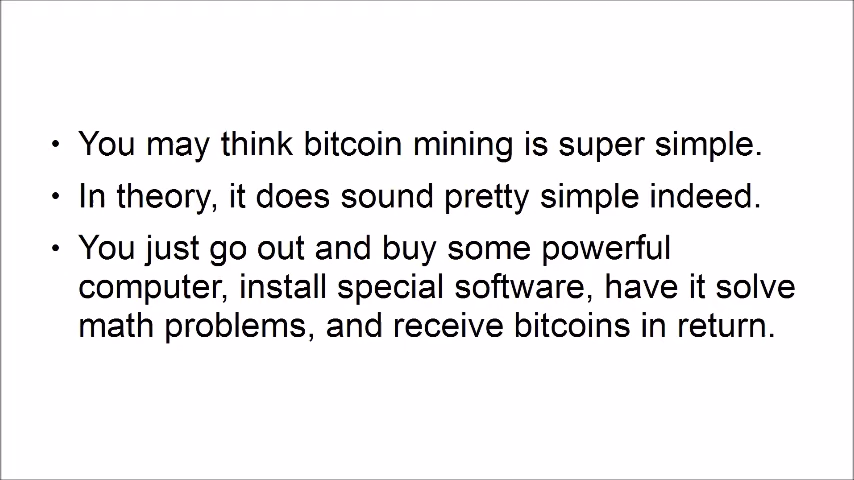 • You may think bitcoin mining is super simple.
• In theory, it does sound pretty simple indeed.
• You just go out and buy some powerful
computer, install special software, have it solve
math problems, and receive bitcoins in return.